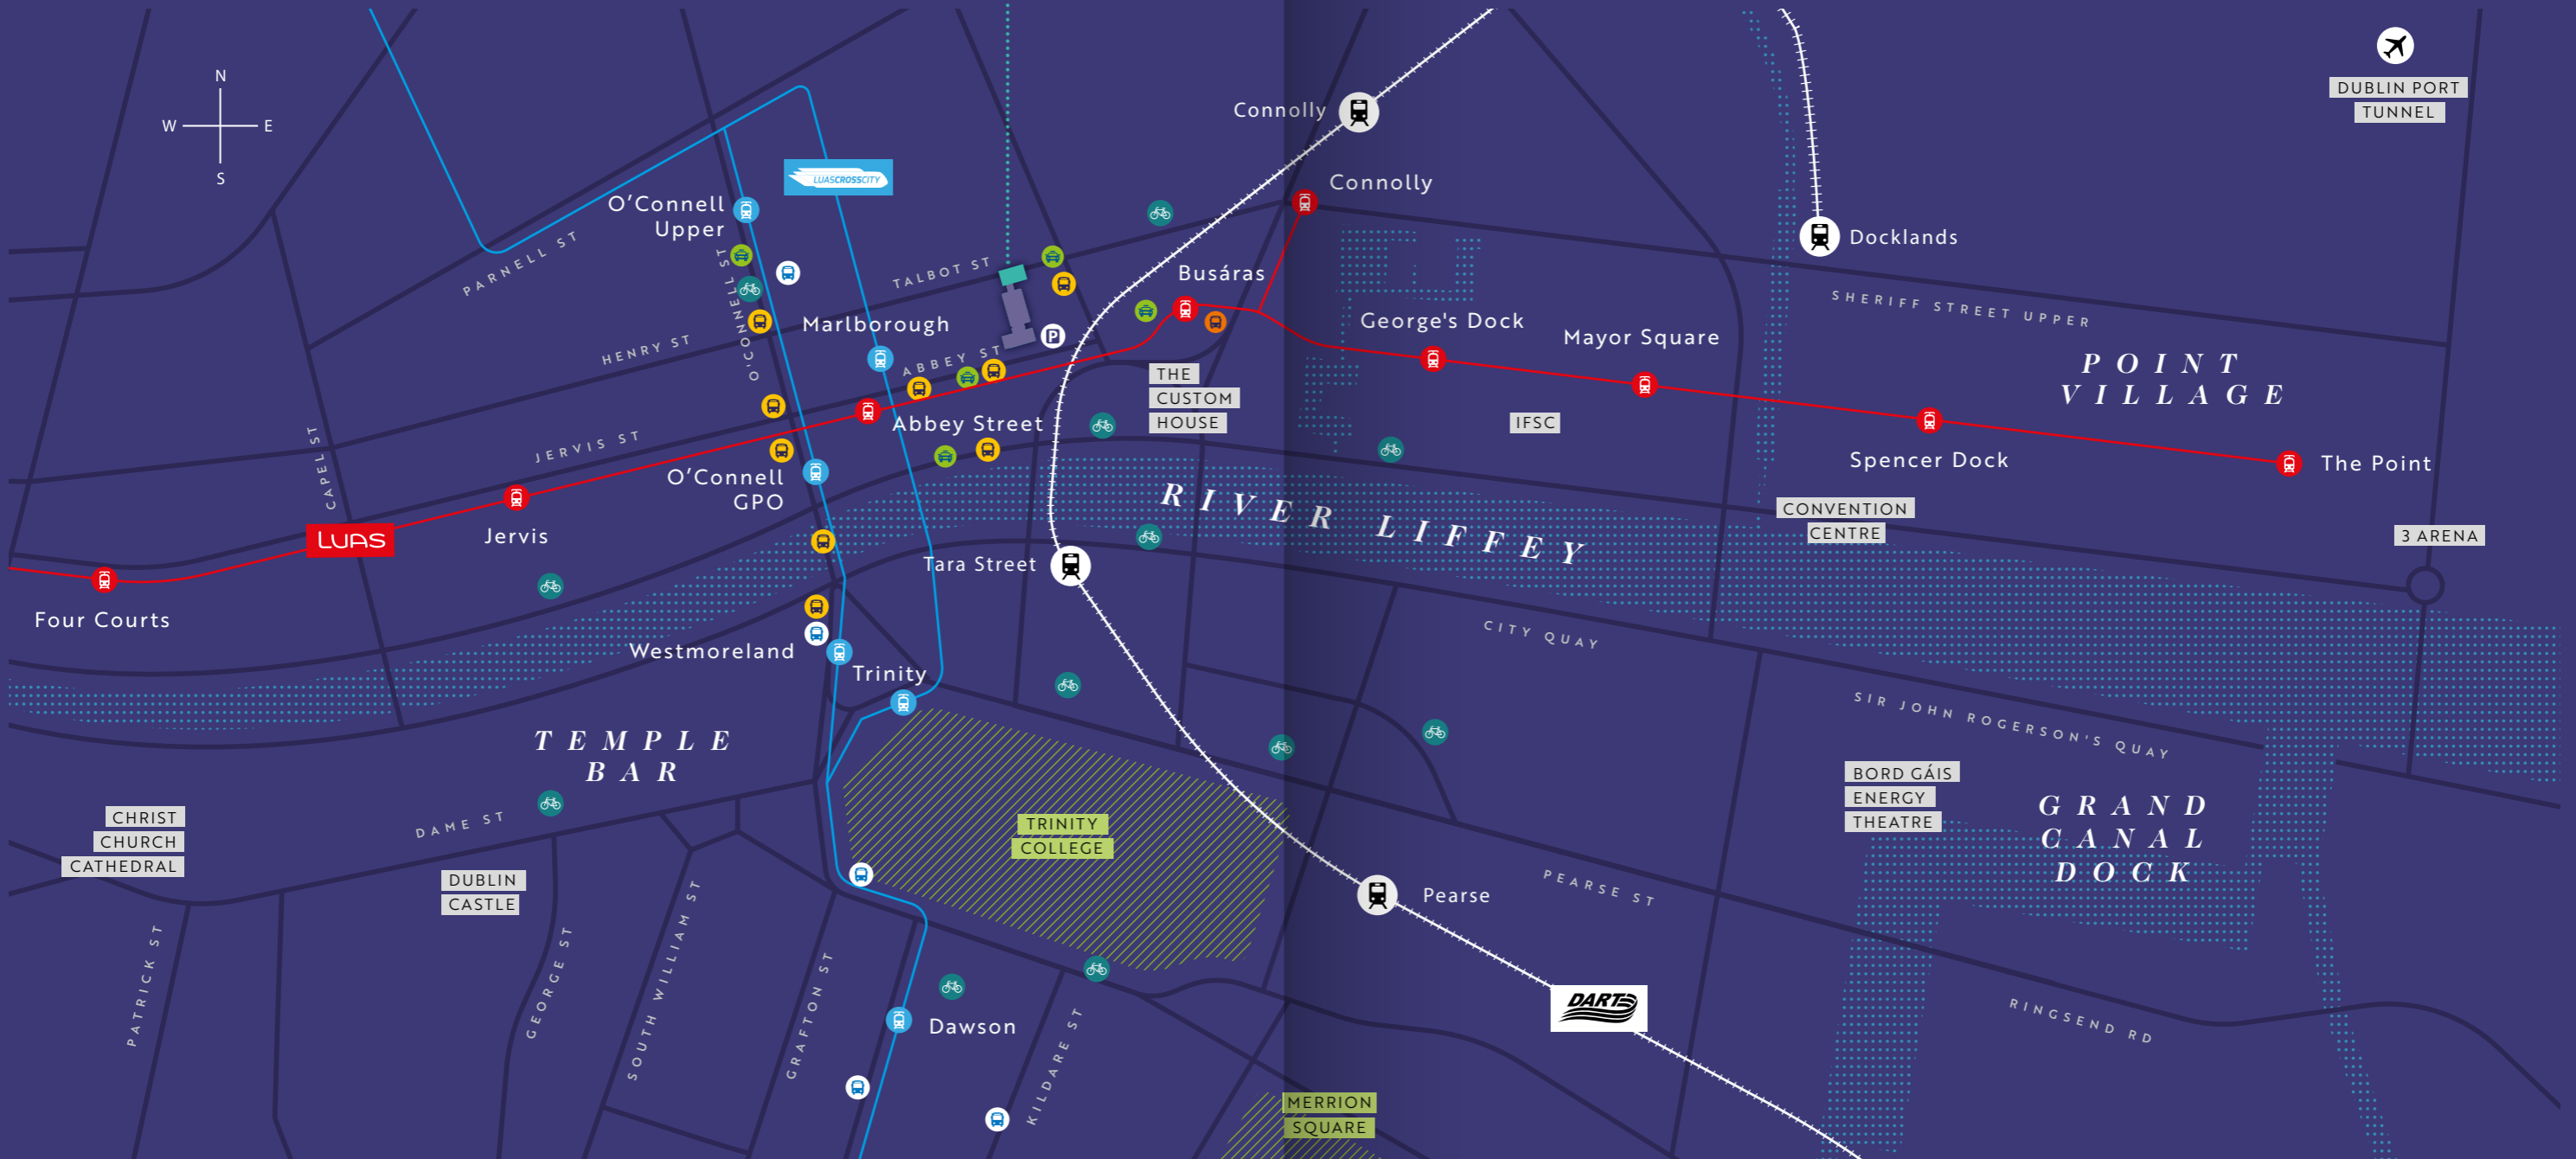 N
W
E
S
DUBLIN PORT
TUNNEL
Connolly
Connolly
LUASCROSSCITY
O'Connell
Upper
Docklands
PARNELL ST
O'CONNELL ST
TALBOT ST
Busáras
SHERIFF STREET UPPER
Marlborough
P
George's Dock
Mayor Square
HENRY ST
ABBEY ST
POINT
VILLAGE
THE
CUSTOM
HOUSE
IFSC
Abbey Street
CAPEL ST
JERVIS ST
O'Connell
GPO
Spencer Dock
The Point
RIVER LIFFEY
CONVENTION
CENTRE
3 ARENA
LUAS
Jervis
Tara Street
Four Courts
CITY QUAY
Westmoreland
Trinity
SIR JOHN ROGERSON'S QUAY
TEMPLE
BAR
BORD GÁIS
ENERGY
THEATRE
GRAND
CANAL
DOCK
CHRIST
CHURCH
CATHEDRAL
DAME ST
TRINITY
COLLEGE
DUBLIN
CASTLE
Pearse
PEARSE ST
PATRICK ST
GEORGE ST
SOUTH WILLIAM ST
GRAFTON ST
DART
Dawson
RINGSEND RD
KILDARE ST
MERRION
SQUARE